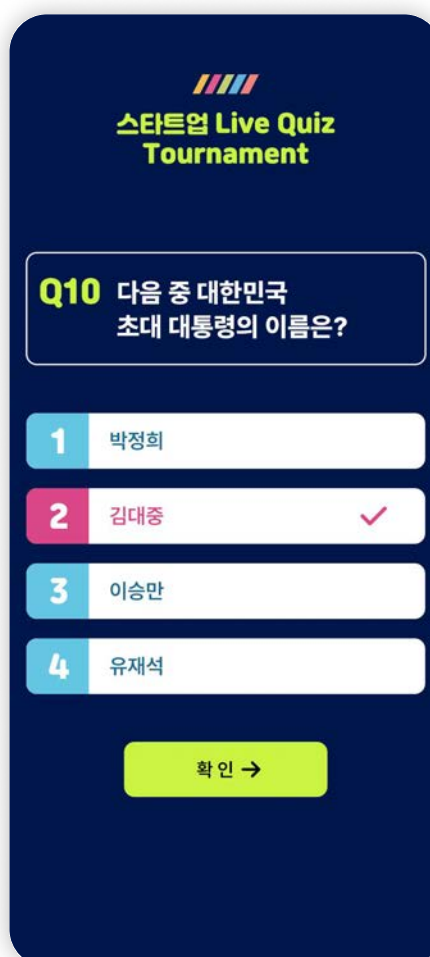 스타트업 Live Quiz
Tournament
Q10 다음 중 대한민국
초대 대통령의 이름은?
1 박정희
2 김대중
3 이승만
4 유재석
확인 →